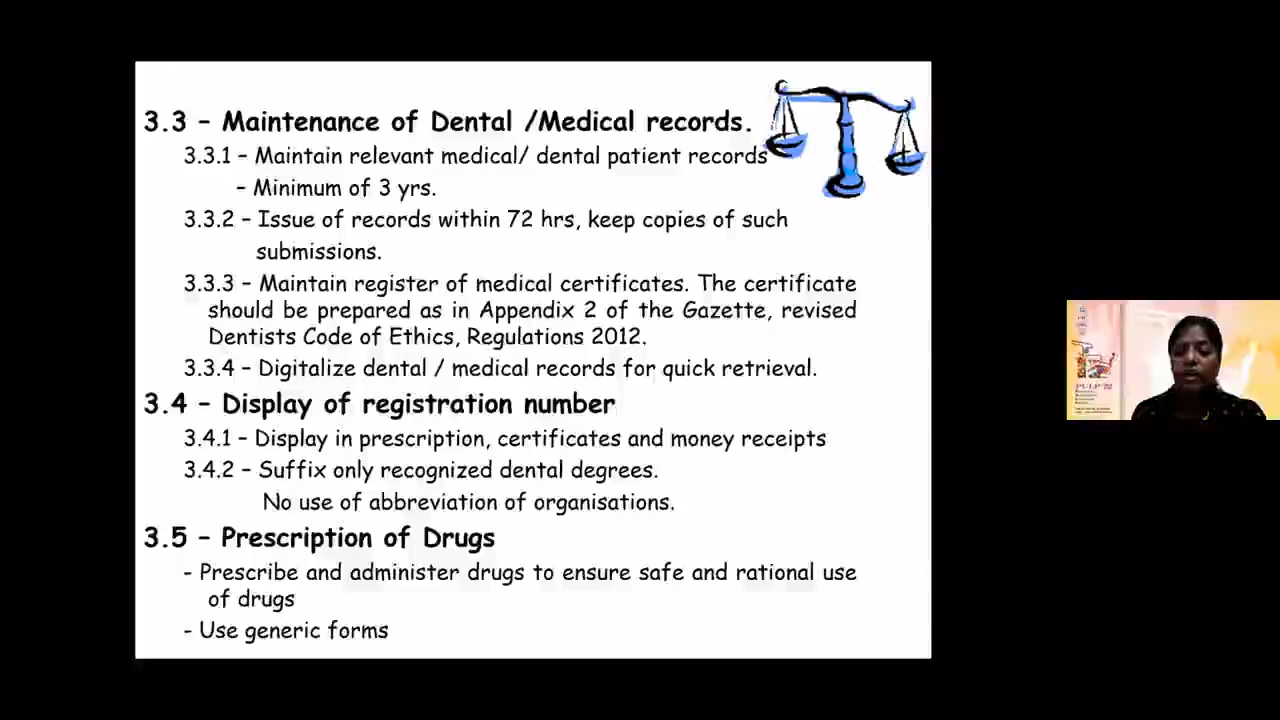 3.3 – Maintenance of Dental /Medical records.
3.3.1 – Maintain relevant medical/ dental patient records
– Minimum of 3 yrs.
3.3.2 – Issue of records within 72 hrs, keep copies of such
submissions.
3.3.3 – Maintain register of medical certificates. The certificate
should be prepared as in Appendix 2 of the Gazette, revised
Dentists Code of Ethics, Regulations 2012.
3.3.4 – Digitalize dental / medical records for quick retrieval.
3.4 – Display of registration number
3.4.1 – Display in prescription, certificates and money receipts
3.4.2 – Suffix only recognized dental degrees.
No use of abbreviation of organisations.
3.5 – Prescription of Drugs
- Prescribe and administer drugs to ensure safe and rational use
of drugs
- Use generic forms
PULP